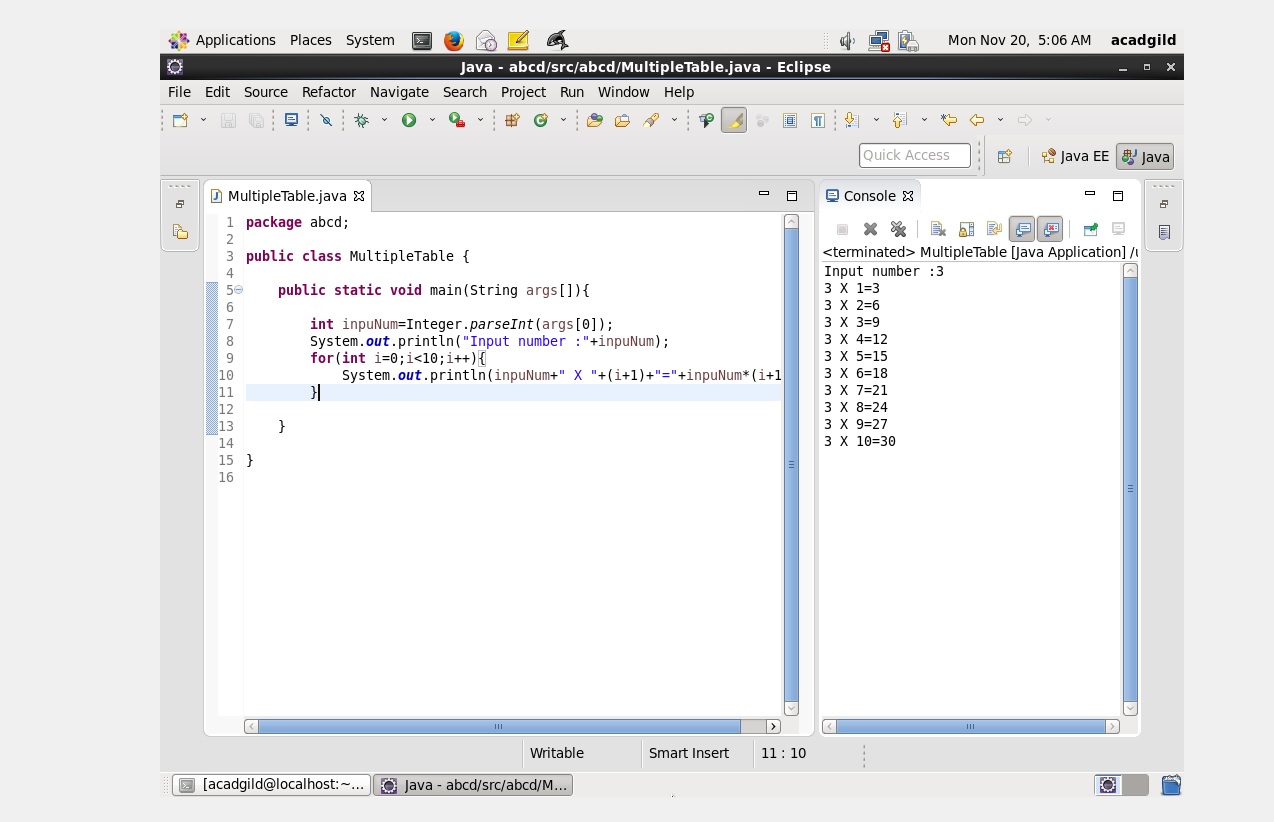 Applications Places System Mon Nov 20, 5:06 AM acadgild
Java - abcd/src/abcd/MultipleTable.java - Eclipse
File Edit Source Refactor Navigate Search Project Run Window Help
Quick Access Java EE Java
MultipleTable.java
1 package abcd;
2
3 public class MultipleTable {
4
5 public static void main(String args[]){
6
7 int inpuNum=Integer.parseInt(args[0]);
8 System.out.println("Input number :"+inpuNum);
9 for(int i=0;i<10;i++){
10 System.out.println(inpuNum+" X "+(i+1)+"="+inpuNum*(i+1
11 }
12
13 }
14
15 }
16
Console
<terminated> MultipleTable [Java Application] /u
Input number :3
3 X 1=3
3 X 2=6
3 X 3=9
3 X 4=12
3 X 5=15
3 X 6=18
3 X 7=21
3 X 8=24
3 X 9=27
3 X 10=30
Writable Smart Insert 11 : 10
[acadgild@localhost:~... Java - abcd/src/abcd/M...